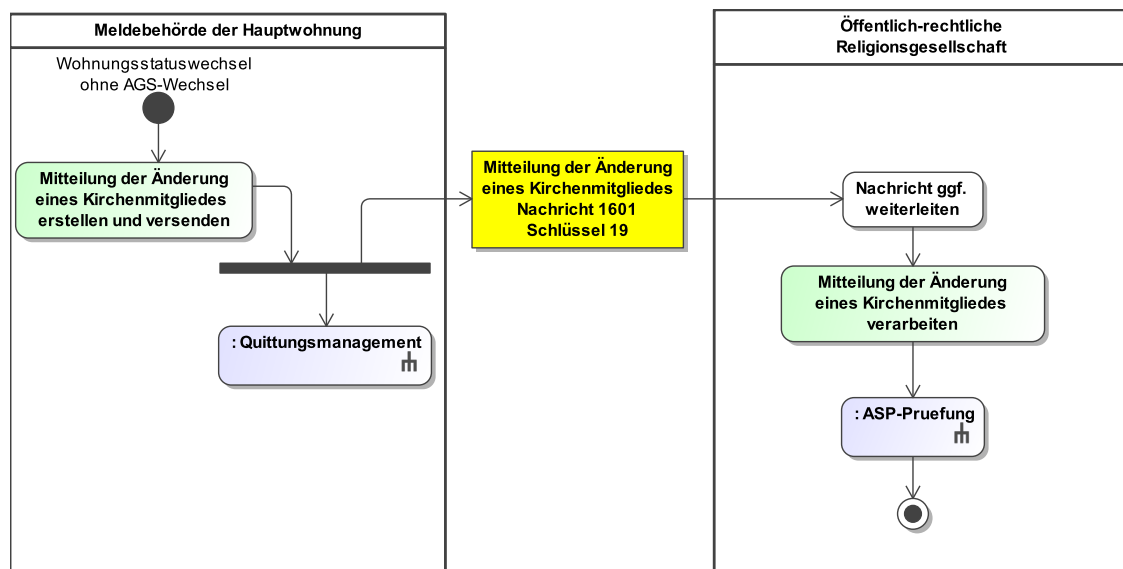 Meldebehörde der Hauptwohnung
Wohnungsstatuswechsel
ohne AGS-Wechsel
Mitteilung der Änderung
eines Kirchenmitgliedes
erstellen und versenden
: Quittungsmanagement
Mitteilung der Änderung
eines Kirchenmitgliedes
Nachricht 1601
Schlüssel 19
Öffentlich-rechtliche
Religionsgesellschaft
Nachricht ggf.
weiterleiten
Mitteilung der Änderung
eines Kirchenmitgliedes
verarbeiten
: ASP-Pruefung